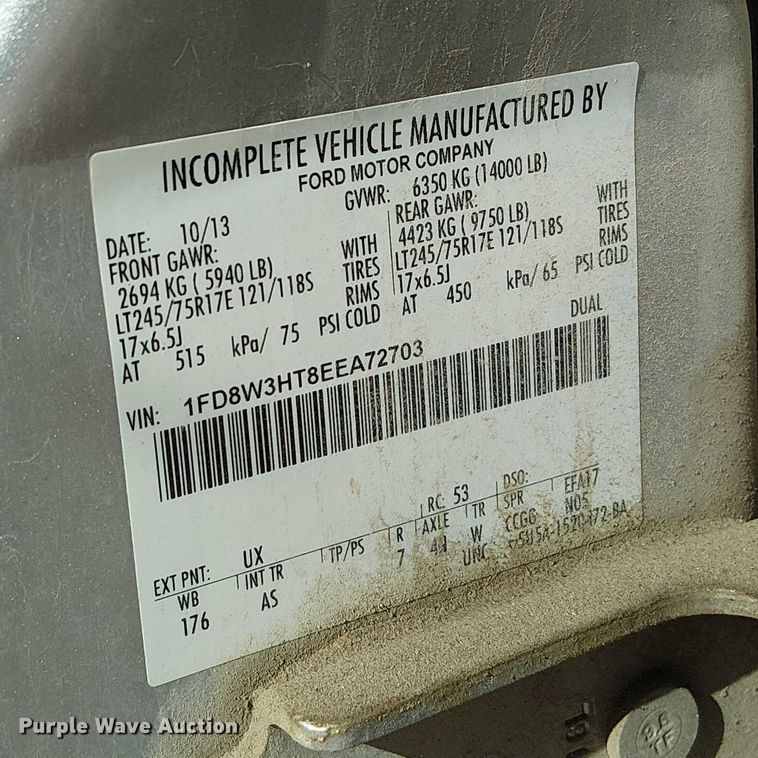 INCOMPLETE VEHICLE MANUFACTURED BY
FORD MOTOR COMPANY
DATE: 10/13
GVWR: 6350 KG (14000 LB)
FRONT GAWR:
2694 KG ( 5940 LB) WITH
LT245/75R17E 121/118S TIRES
17x6.5J RIMS
AT 515 kPa/ 75 PSI COLD
REAR GAWR:
4423 KG ( 9750 LB) WITH
LT245/75R17E 121/118S TIRES
17x6.5J RIMS
AT 450 kPa/ 65 PSI COLD
DUAL
VIN: 1FD8W3HT8EEA72703
EXT PNT: UX
RC: 53
DSO:
WB INT TR TP/PS R AXLE TR SPR EFA17
176 AS 7 W CCG6 N05
UNC
Purple Wave Auction